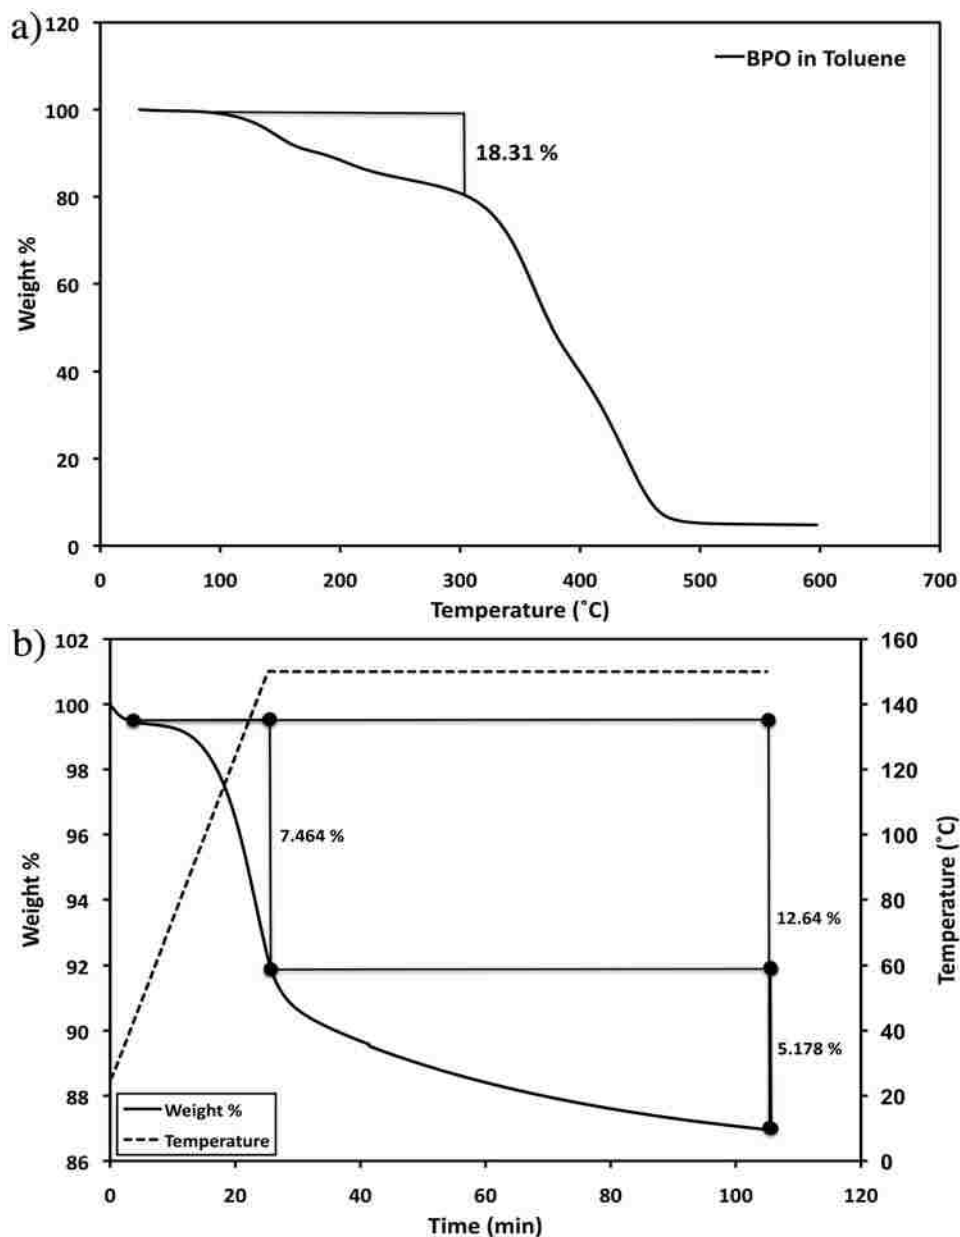 a)
120
BPO in Toluene
100
18.31 %
80
60
40
20
0
Weight %
0 100 200 300 400 500 600 700
Temperature (˚C)
b)
102
100
98
96
94
92
90
88
86
Weight %
160
140
120
100
80
60
40
20
0
Temperature (˚C)
7.464 %
12.64 %
5.178 %
Weight %
Temperature
0 20 40 60 80 100 120
Time (min)